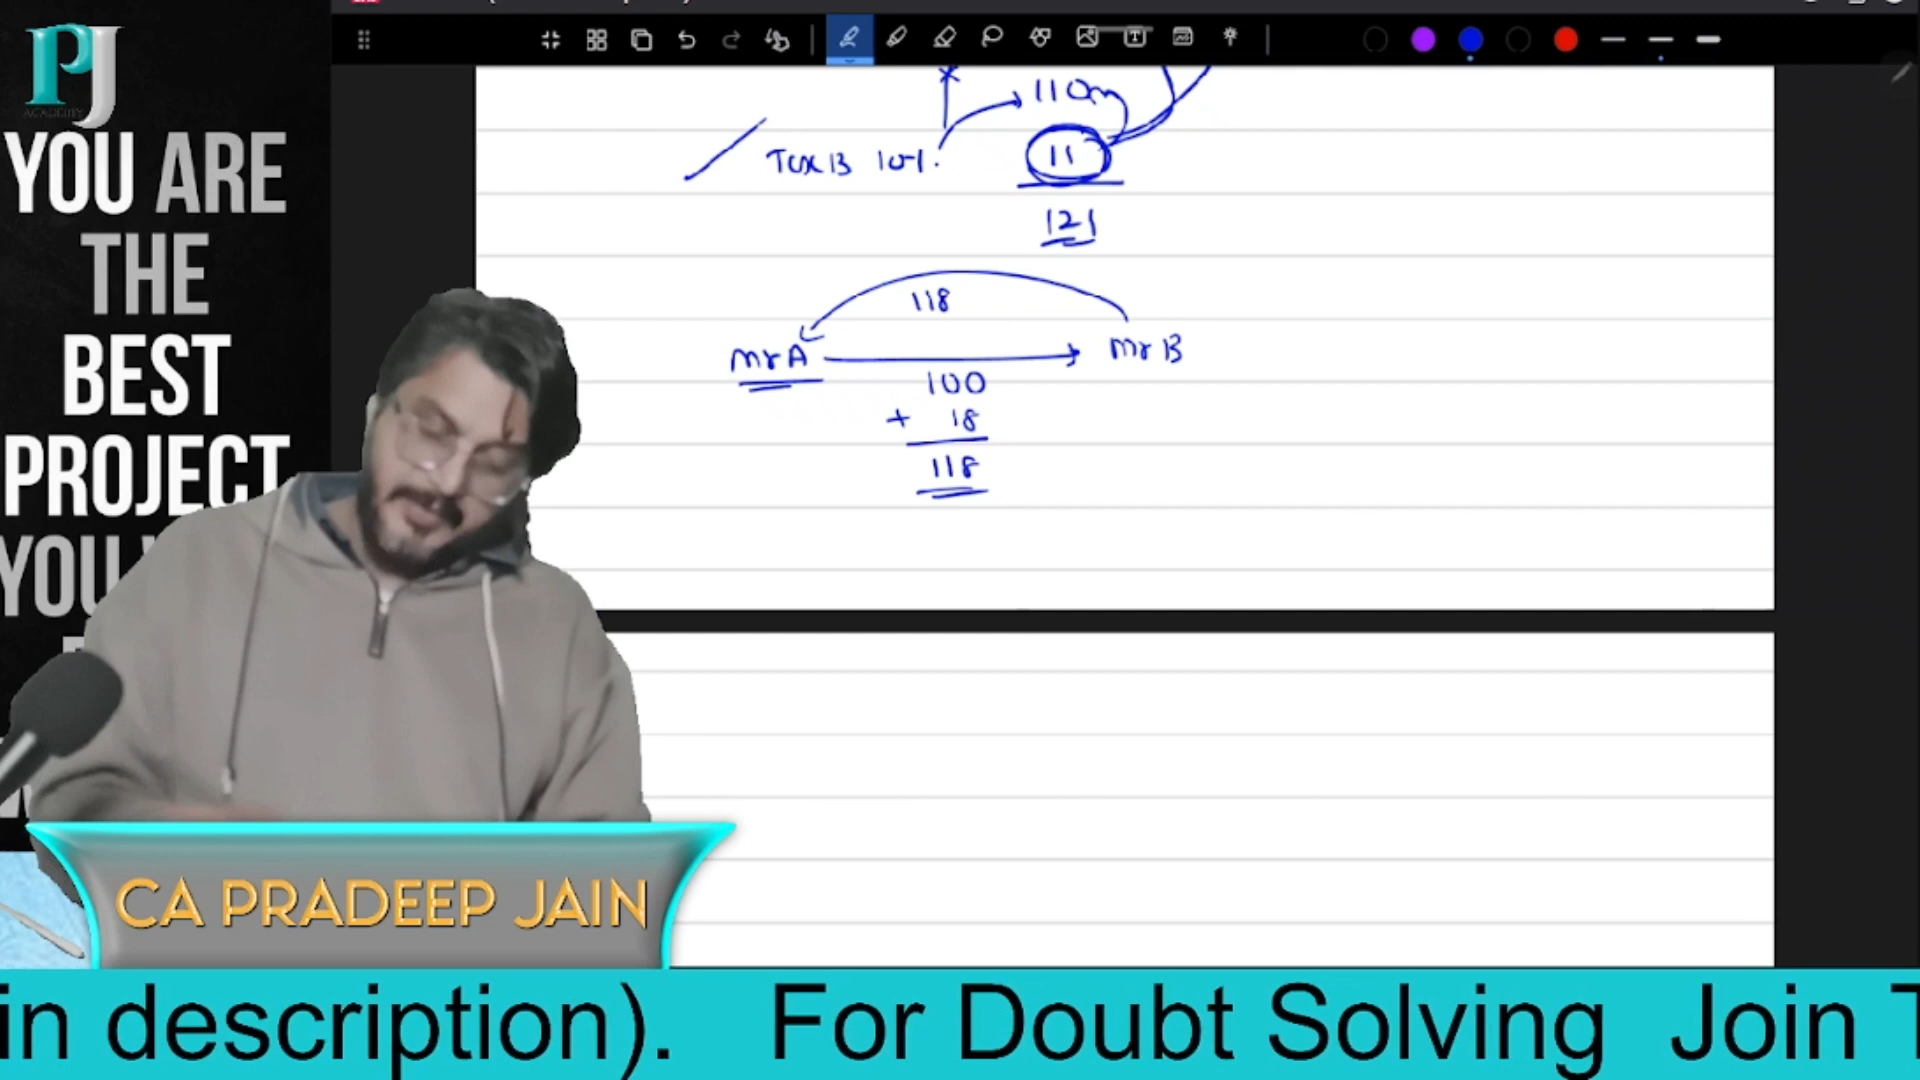 PJ
ACADEMY
YOU ARE
THE
BEST
PROJECT
YOU
110
Tax B 10%.
11
121
118
Mr A
Mr B
100
+ 18
118
CA PRADEEP JAIN
in description). For Doubt Solving Join T